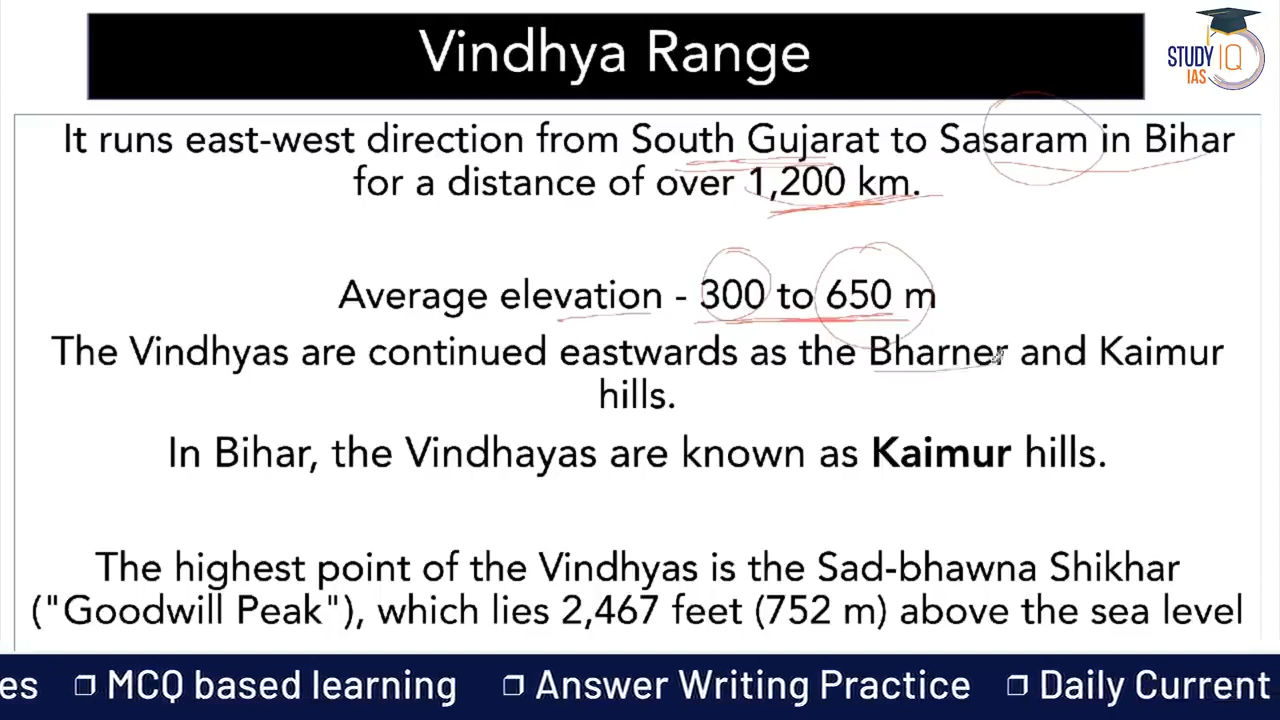 Vindhya Range
STUDY IQ
IAS
It runs east-west direction from South Gujarat to Sasaram in Bihar
for a distance of over 1,200 km.
Average elevation - 300 to 650 m
The Vindhyas are continued eastwards as the Bharner and Kaimur
hills.
In Bihar, the Vindhayas are known as Kaimur hills.
The highest point of the Vindhyas is the Sad-bhawna Shikhar
("Goodwill Peak"), which lies 2,467 feet (752 m) above the sea level
es ❐ MCQ based learning ❐ Answer Writing Practice ❐ Daily Current